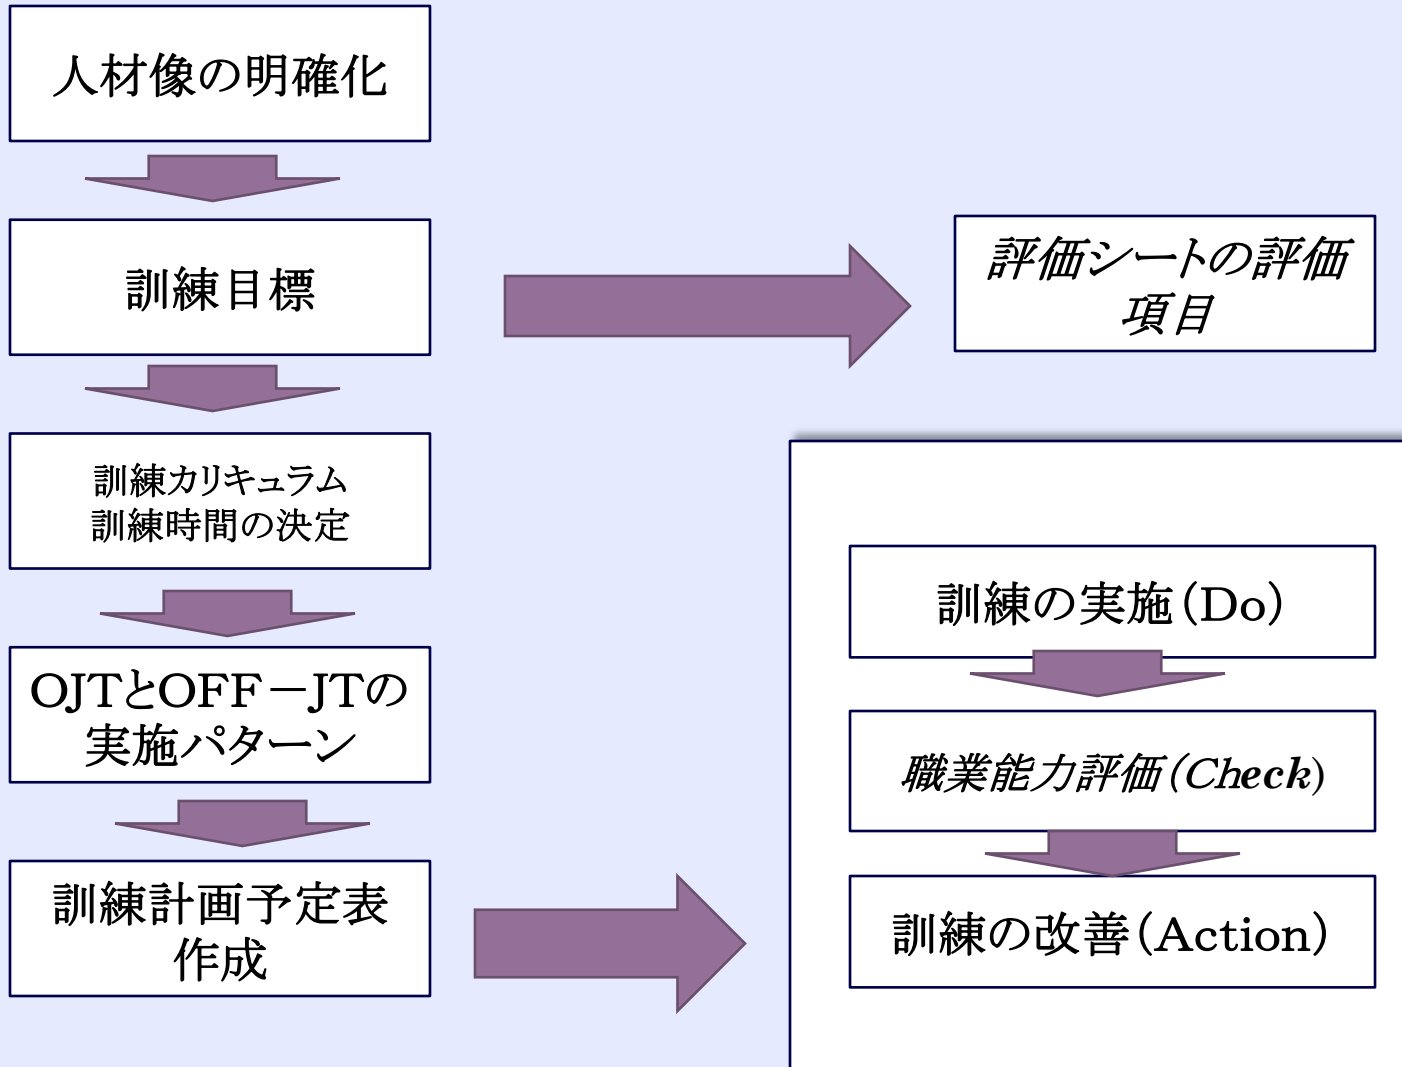 人材像の明確化
訓練目標
評価シートの評価
項目
訓練カリキュラム
訓練時間の決定
OJTとOFF－JTの
実施パターン
訓練計画予定表
作成
訓練の実施（Do）
職業能力評価（Check）
訓練の改善（Action）